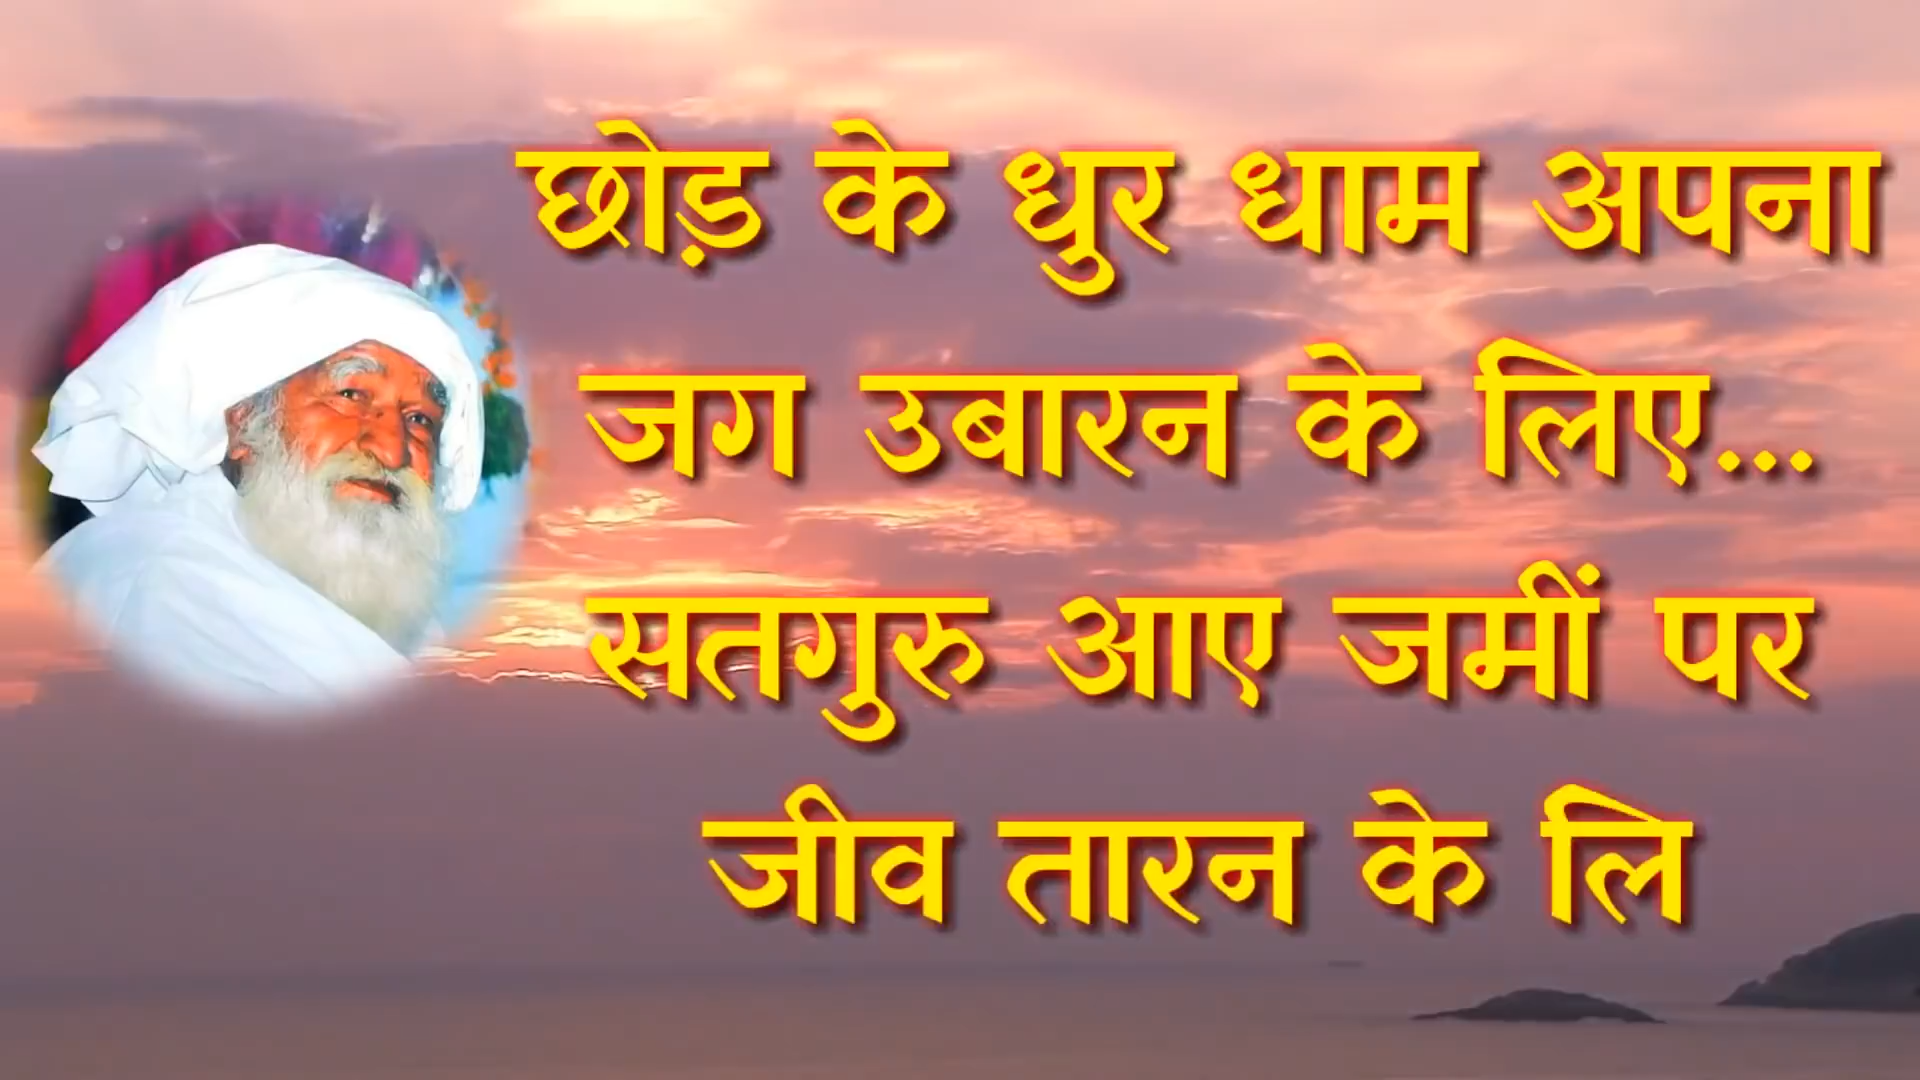 छोड़ के धुर धाम अपना
जग उबारन के लिए...
सतगुरु आए जमीं पर
जीव तारन के लि